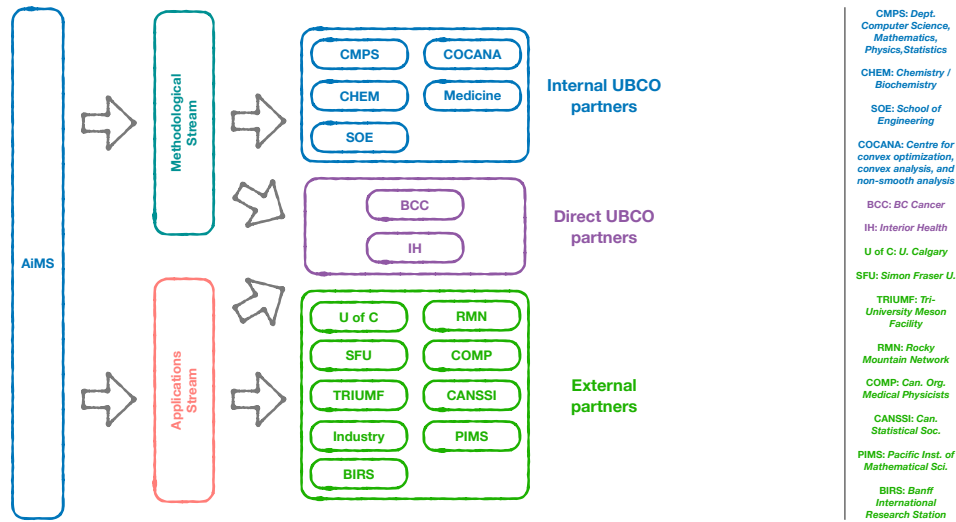 AiMS
Methodological
Stream
Applications
Stream
CMPS
COCANA
CHEM
Medicine
SOE
Internal UBCO
partners
BCC
IH
Direct UBCO
partners
U of C
RMN
SFU
COMP
TRIUMF
CANSSI
Industry
PIMS
BIRS
External
partners
CMPS: Dept.
Computer Science,
Mathematics,
Physics,Statistics
CHEM: Chemistry /
Biochemistry
SOE: School of
Engineering
COCANA: Centre for
convex optimization,
convex analysis, and
non-smooth analysis
BCC: BC Cancer
IH: Interior Health
U of C: U. Calgary
SFU: Simon Fraser U.
TRIUMF: Tri-
University Meson
Facility
RMN: Rocky
Mountain Network
COMP: Can. Org.
Medical Physicists
CANSSI: Can.
Statistical Soc.
PIMS: Pacific Inst. of
Mathematical Sci.
BIRS: Banff
International
Research Station